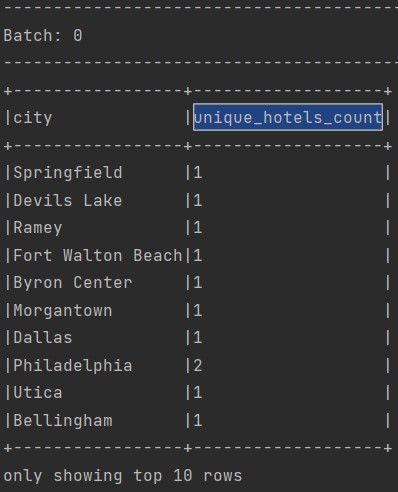 -------------------------------------------
Batch: 0
-------------------------------------------
+-----------------+-------------------+
|city             |unique_hotels_count|
+-----------------+-------------------+
|Springfield      |1                  |
|Devils Lake      |1                  |
|Ramey            |1                  |
|Fort Walton Beach|1                  |
|Byron Center     |1                  |
|Morgantown       |1                  |
|Dallas           |1                  |
|Philadelphia     |2                  |
|Utica            |1                  |
|Bellingham       |1                  |
+-----------------+-------------------+
only showing top 10 rows